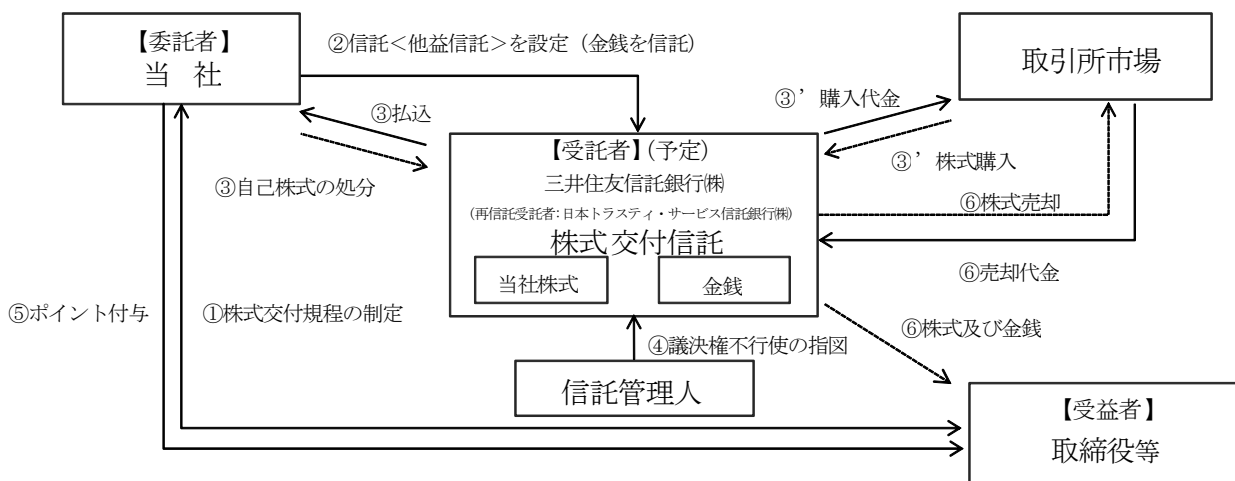 【委託者】
当 社
②信託<他益信託>を設定（金銭を信託）
取引所市場
③払込
③’購入代金
【受託者】(予定)
三井住友信託銀行㈱
(再信託受託者:日本トラスティ・サービス信託銀行㈱)
株式交付信託
当社株式
金銭
③自己株式の処分
③’株式購入
⑥株式売却
⑥売却代金
⑤ポイント付与
①株式交付規程の制定
⑥株式及び金銭
④議決権不行使の指図
信託管理人
【受益者】
取締役等